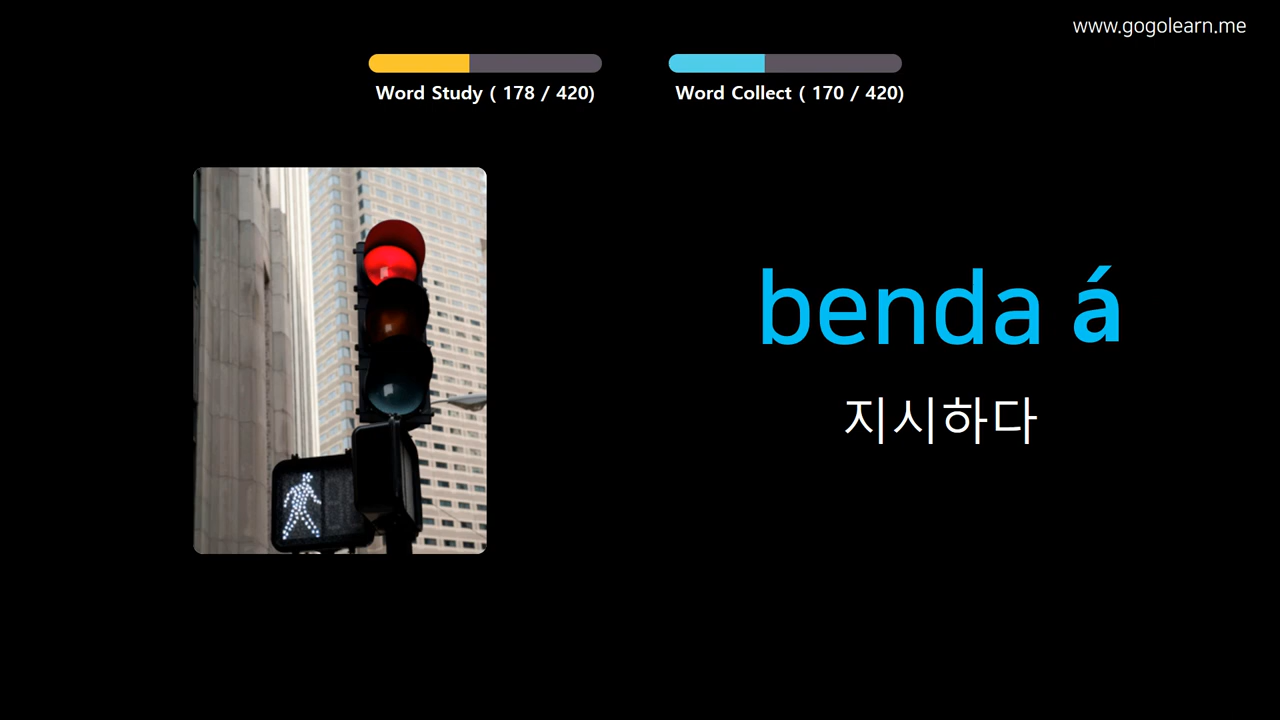 www.gogolearn.me
Word Study ( 178 / 420)
Word Collect ( 170 / 420)
benda á
지시하다